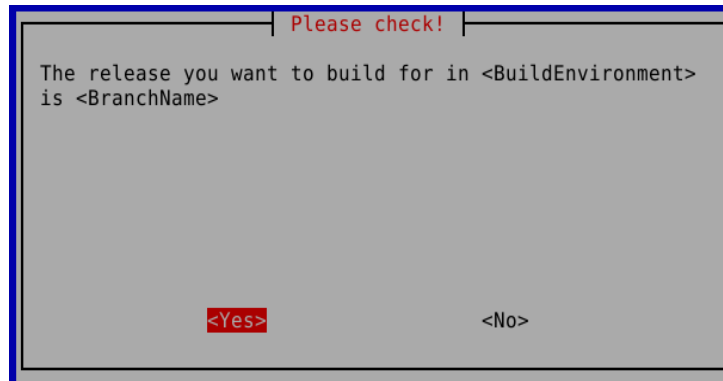 Please check!
The release you want to build for in <BuildEnvironment>
is <BranchName>
<Yes> <No>